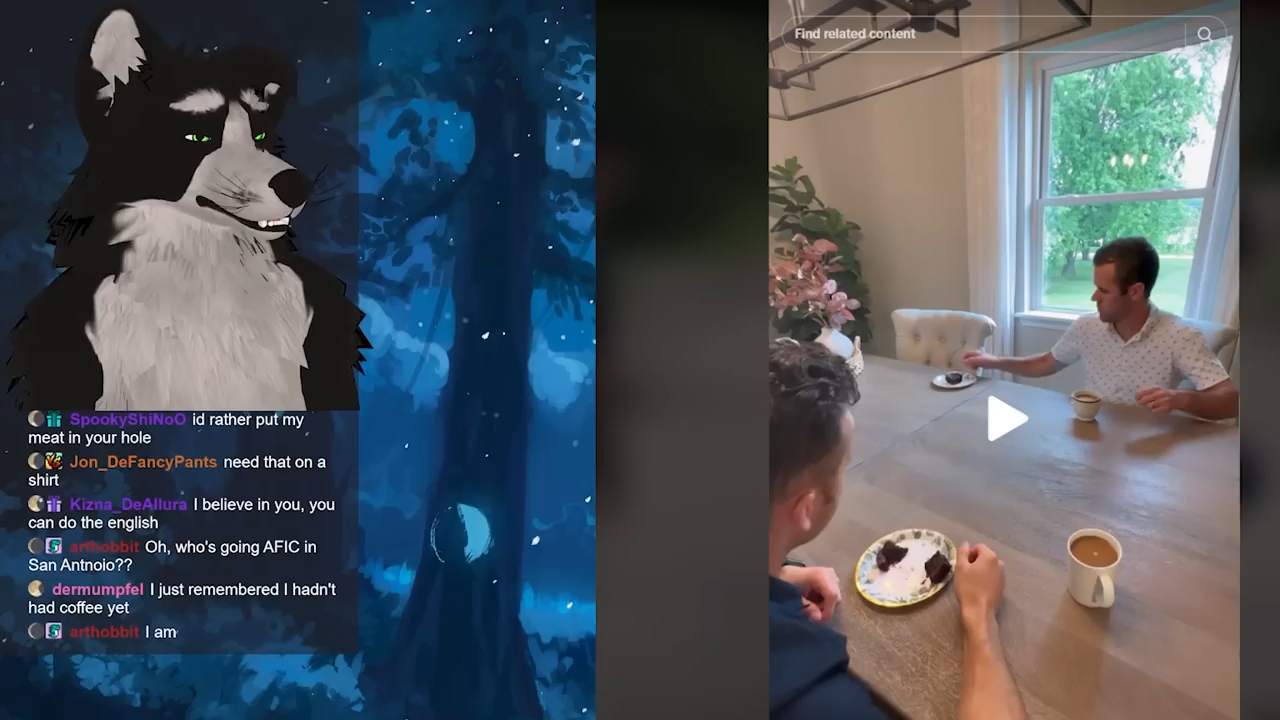 Find related content
SpookyShiNoO id rather put my
meat in your hole
Jon_DeFancyPants need that on a
shirt
Kizna_DeAllura I believe in you, you
can do the english
arthobbit Oh, who's going AFIC in
San Antnoio??
dermumpfel I just remembered I hadn't
had coffee yet
arthobbit I am